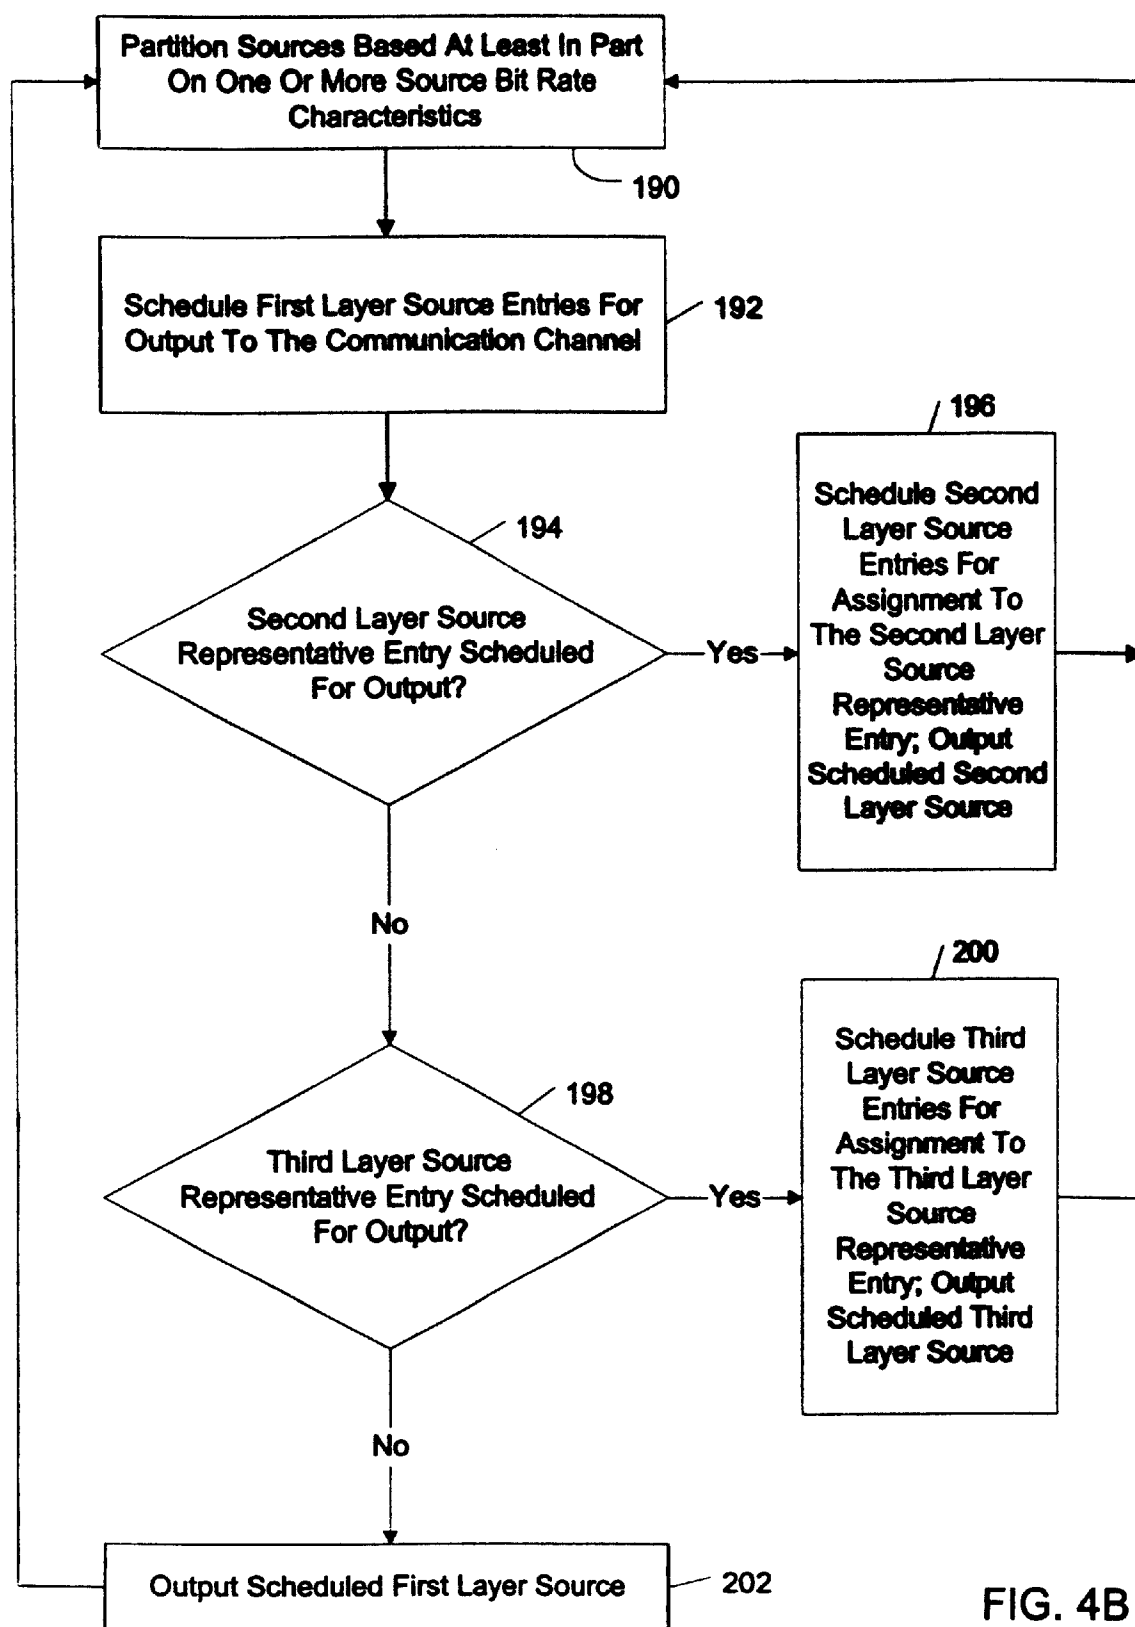 Partition Sources Based At Least In Part
On One Or More Source Bit Rate
Characteristics
190
Schedule First Layer Source Entries For
Output To The Communication Channel
192
194
Second Layer Source
Representative Entry Scheduled
For Output?
Yes
196
Schedule Second
Layer Source
Entries For
Assignment To
The Second Layer
Source
Representative
Entry; Output
Scheduled Second
Layer Source
No
198
Third Layer Source
Representative Entry Scheduled
For Output?
Yes
200
Schedule Third
Layer Source
Entries For
Assignment To
The Third Layer
Source
Representative
Entry; Output
Scheduled Third
Layer Source
No
Output Scheduled First Layer Source
202
FIG. 4B